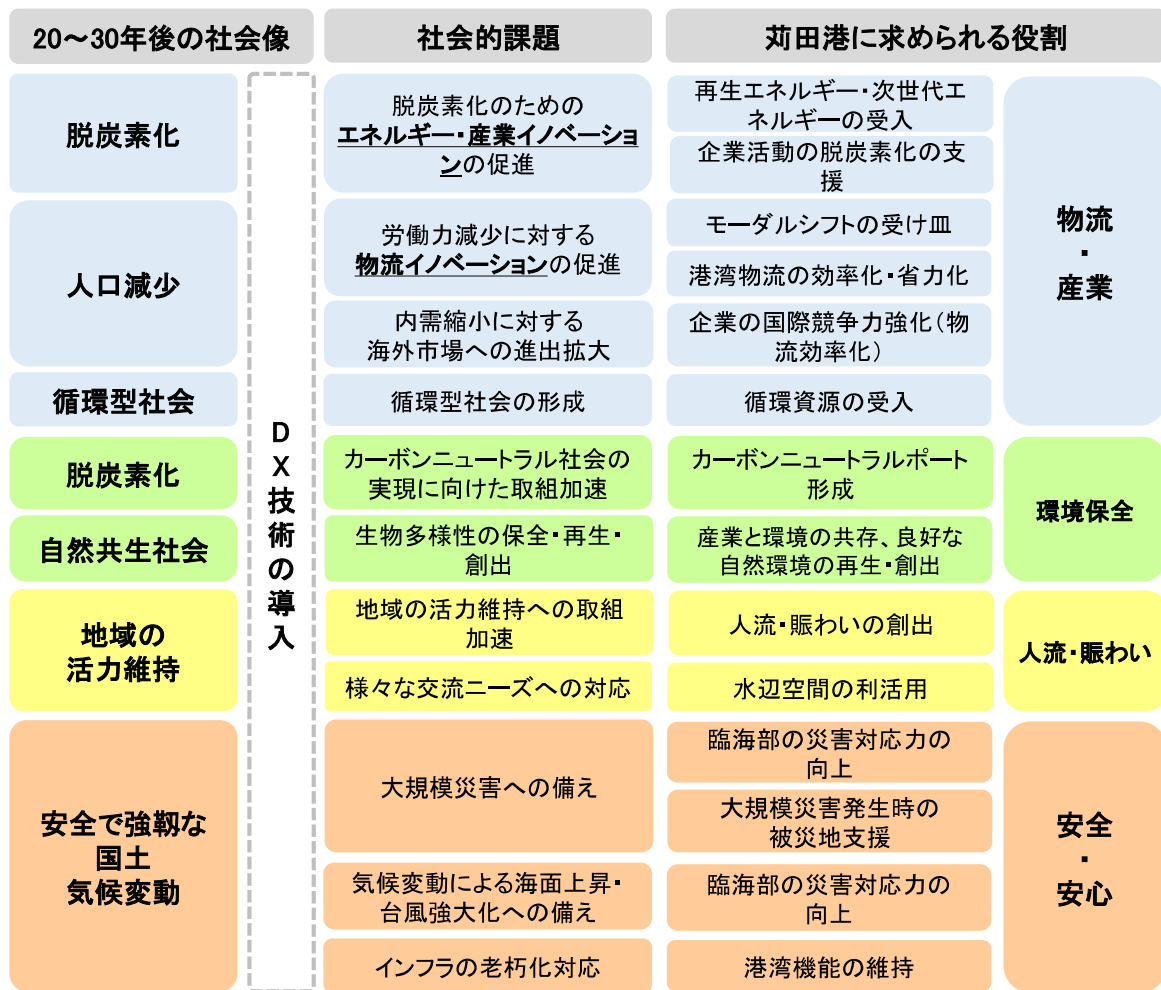 20～30年後の社会像
社会的課題
苅田港に求められる役割
脱炭素化
脱炭素化のための
エネルギー・産業イノベーショ
ンの促進
再生エネルギー・次世代エ
ネルギーの受入
企業活動の脱炭素化の支
援
人口減少
労働力減少に対する
物流イノベーションの促進
モーダルシフトの受け皿
港湾物流の効率化・省力化
内需縮小に対する
海外市場への進出拡大
企業の国際競争力強化（物
流効率化）
循環型社会
循環型社会の形成
循環資源の受入
物流
・
産業
DX技術の導入
脱炭素化
カーボンニュートラル社会の
実現に向けた取組加速
カーボンニュートラルポート
形成
自然共生社会
生物多様性の保全・再生・
創出
産業と環境の共存、良好な
自然環境の再生・創出
環境保全
地域の
活力維持
地域の活力維持への取組
加速
人流・賑わいの創出
様々な交流ニーズへの対応
水辺空間の利活用
人流・賑わい
安全で強靱な
国土
気候変動
大規模災害への備え
臨海部の災害対応力の
向上
大規模災害発生時の
被災地支援
気候変動による海面上昇・
台風強大化への備え
臨海部の災害対応力の
向上
インフラの老朽化対応
港湾機能の維持
安全
・
安心